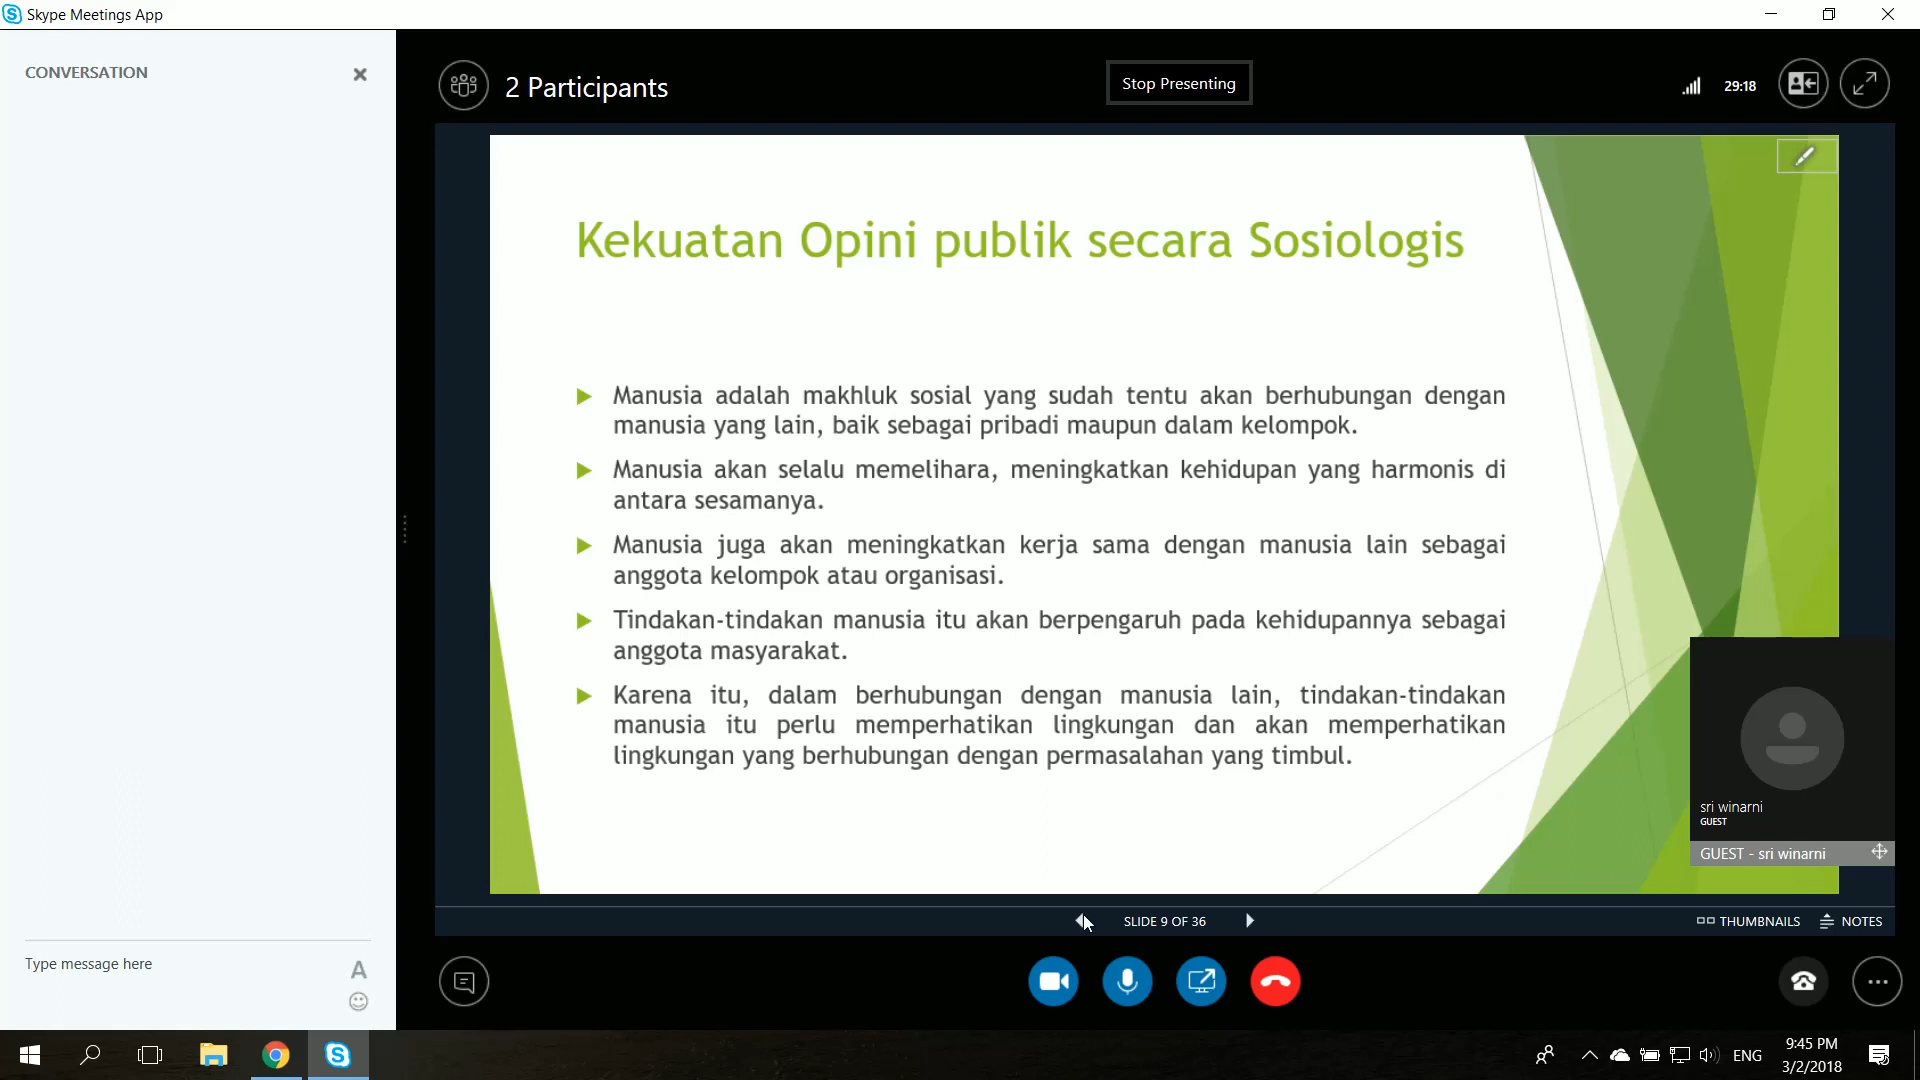 Skype Meetings App
CONVERSATION
2 Participants
Stop Presenting
29:18
Kekuatan Opini publik secara Sosiologis
Manusia adalah makhluk sosial yang sudah tentu akan berhubungan dengan
manusia yang lain, baik sebagai pribadi maupun dalam kelompok.
Manusia akan selalu memelihara, meningkatkan kehidupan yang harmonis di
antara sesamanya.
Manusia juga akan meningkatkan kerja sama dengan manusia lain sebagai
anggota kelompok atau organisasi.
Tindakan-tindakan manusia itu akan berpengaruh pada kehidupannya sebagai
anggota masyarakat.
Karena itu, dalam berhubungan dengan manusia lain, tindakan-tindakan
manusia itu perlu memperhatikan lingkungan dan akan memperhatikan
lingkungan yang berhubungan dengan permasalahan yang timbul.
sri winarni
GUEST
GUEST - sri winarni
SLIDE 9 OF 36
THUMBNAILS
NOTES
Type message here
A
ENG
9:45 PM
3/2/2018